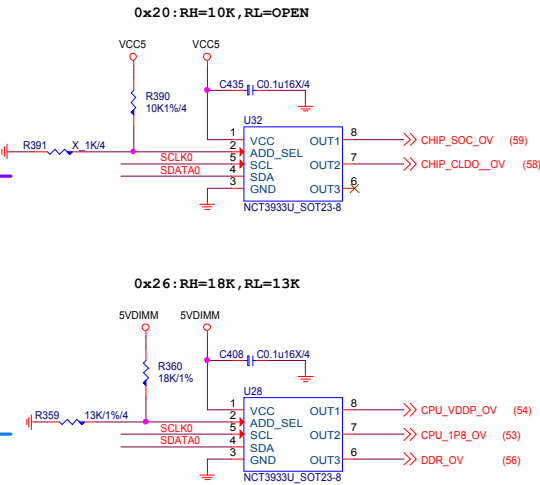 0x20:RH=10K,RL=OPEN
VCC5 VCC5
C435 C0.1u16X/4
R390
10K1%/4
U32
R391 X_1K/4
1 VCC OUT1 8 CHIP_SOC_OV (59)
2 ADD_SEL
SCLK0 5 SCL OUT2 7 CHIP_CLDO__OV (58)
SDATA0 4 SDA
3 GND OUT3 6
NCT3933U_SOT23-8
0x26:RH=18K,RL=13K
5VDIMM 5VDIMM
C408 C0.1u16X/4
R360
18K/1%
U28
R359 13K/1%/4
1 VCC OUT1 8 CPU_VDDP_OV (54)
2 ADD_SEL
SCLK0 5 SCL OUT2 7 CPU_1P8_OV (53)
SDATA0 4 SDA
3 GND OUT3 6 DDR_OV (56)
NCT3933U_SOT23-8